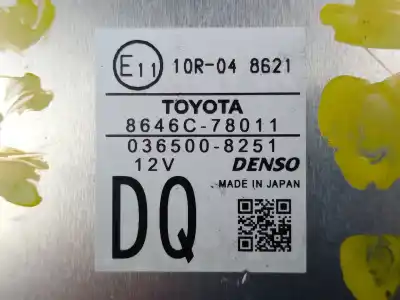 E11 10R-04 8621
TOYOTA
8646C-78011
036500-8251
12V DENSO
MADE IN JAPAN
DQ